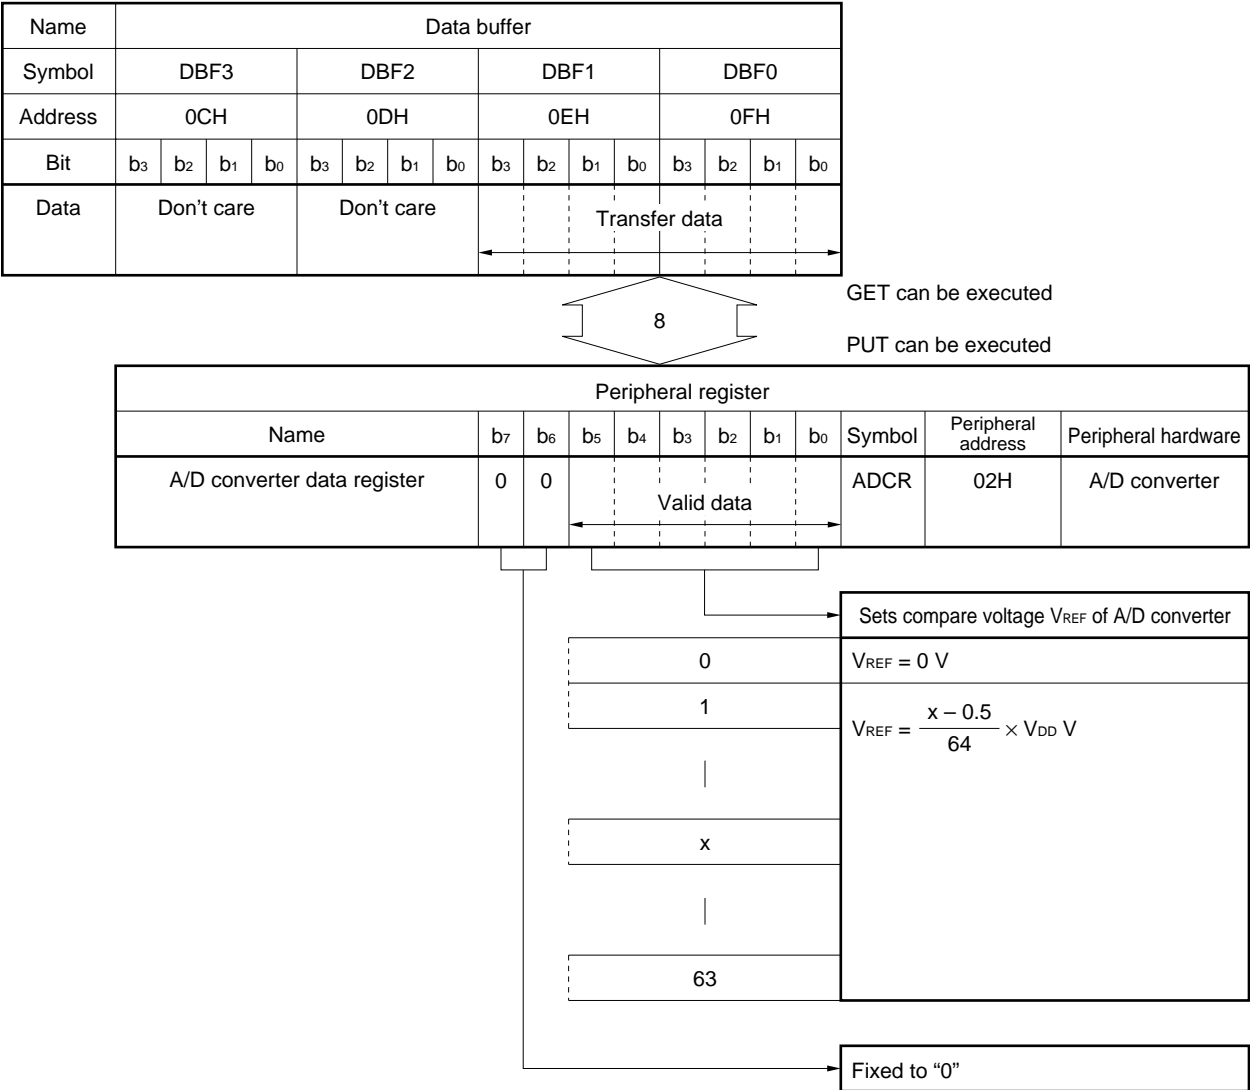 Name Data buffer
Symbol DBF3 DBF2 DBF1 DBF0
Address 0CH 0DH 0EH 0FH
Bit b3 b2 b1 b0 b3 b2 b1 b0 b3 b2 b1 b0 b3 b2 b1 b0
Data Don't care Don't care Transfer data
GET can be executed
8
PUT can be executed
Peripheral register
Name b7 b6 b5 b4 b3 b2 b1 b0 Symbol Peripheral address Peripheral hardware
A/D converter data register 0 0 Valid data ADCR 02H A/D converter
Sets compare voltage VREF of A/D converter
0 VREF = 0 V
1
VREF = x – 0.5 / 64 × VDD V
x
63
Fixed to “0”